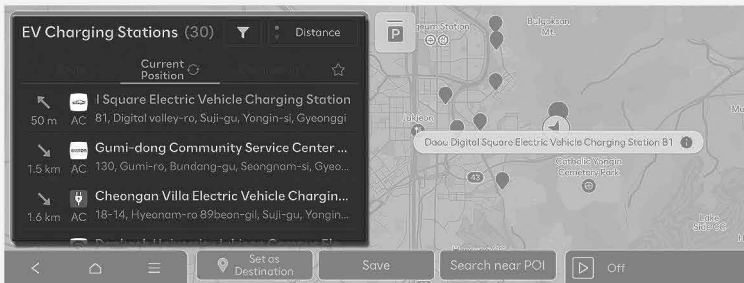 EV Charging Stations (30)
Distance
Current
Position
l Square Electric Vehicle Charging Station
50 m AC 81, Digital valley-ro, Suji-gu, Yongin-si, Gyeonggi
Gumi-dong Community Service Center ...
1.5 km AC 130, Gumi-ro, Bundang-gu, Seongnam-si, Gyeo...
Cheongan Villa Electric Vehicle Chargin...
1.6 km AC 18-14, Hyeonam-ro 89beon-gil, Suji-gu, Yongin...
P
Station
Bulgoksan
Mt.
Jukjeon
Daou Digital Square Electric Vehicle Charging Station B1
43
Catholic Yongin
Cemetery Park
Lake
Side CC
Set as
Destination
Save
Search near POI
Off